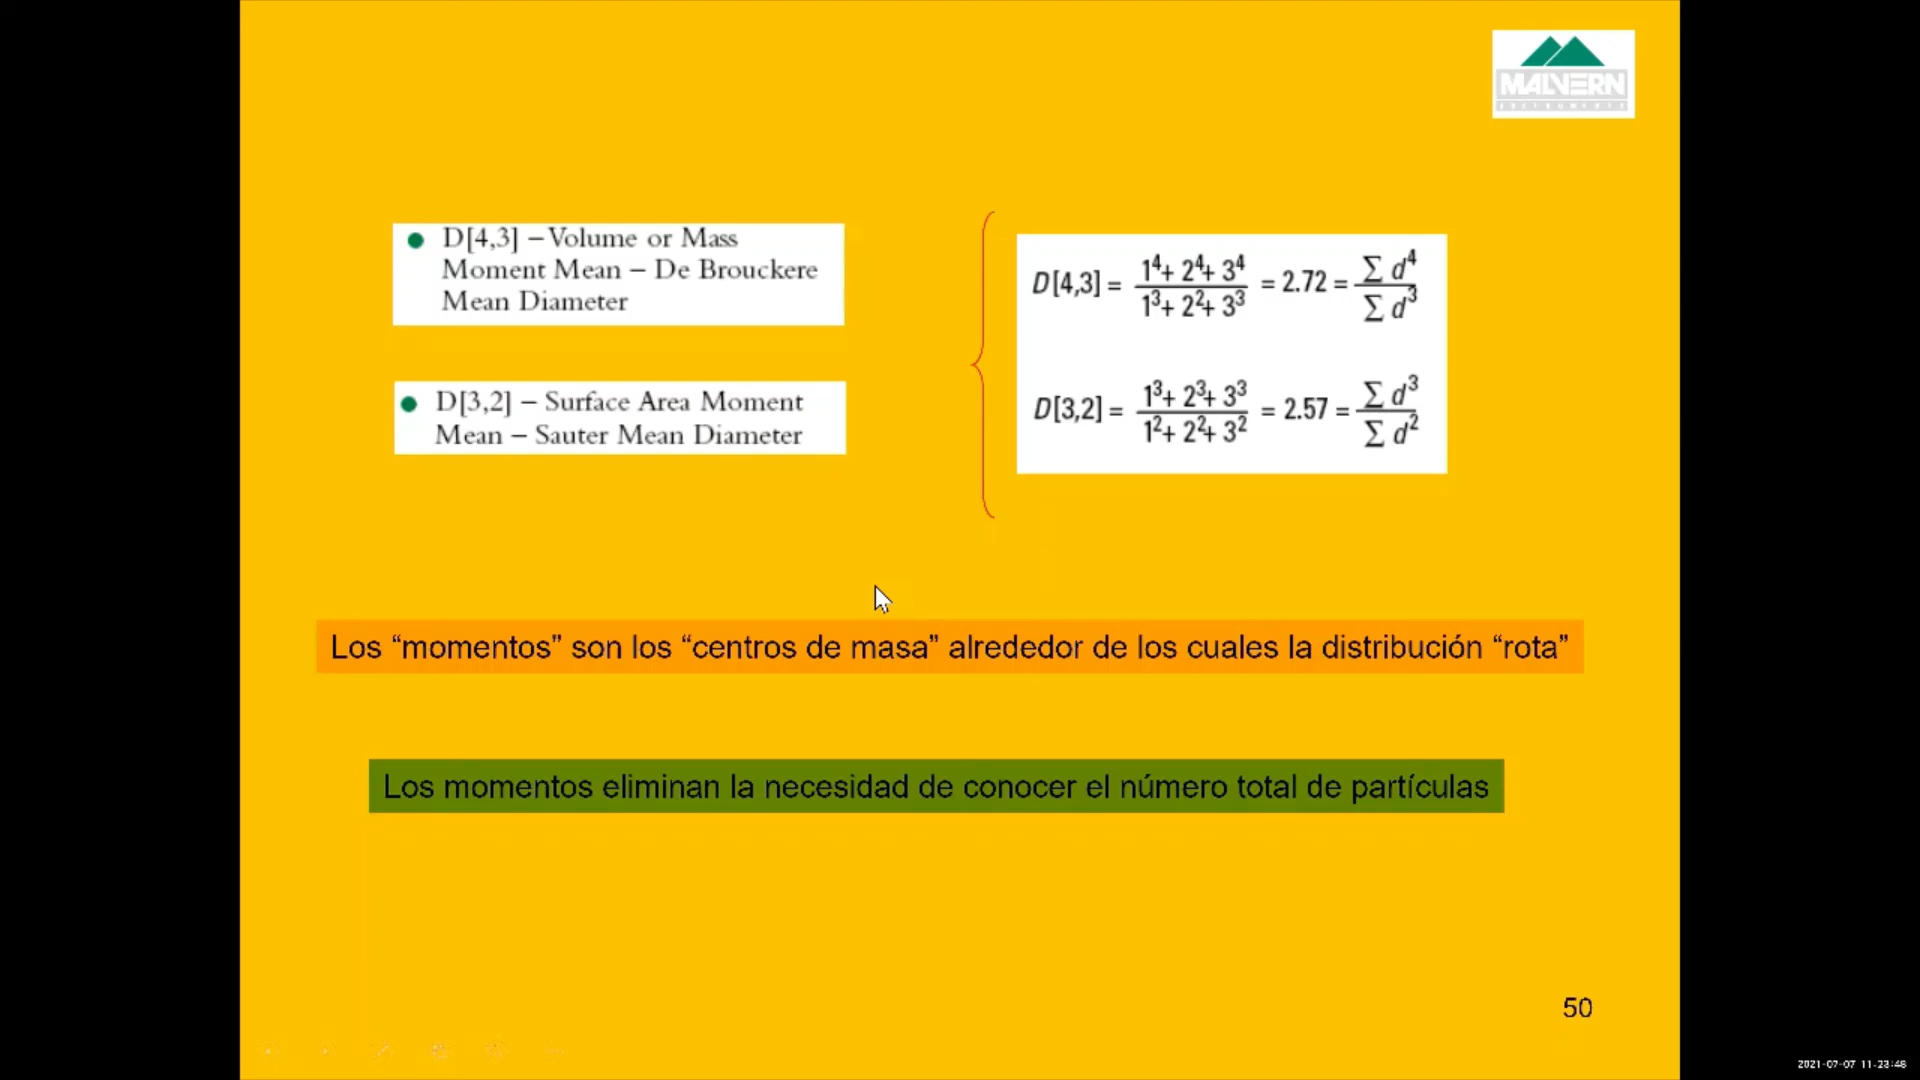 MALVERN
INSTRUMENTS
D[4,3] – Volume or Mass
Moment Mean – De Brouckere
Mean Diameter
D[3,2] – Surface Area Moment
Mean – Sauter Mean Diameter
D[4,3] = (1⁴+ 2⁴+ 3⁴)/(1³+ 2²+ 3³) = 2.72 = ∑ d⁴/∑ d³
D[3,2] = (1³+ 2³+ 3³)/(1²+ 2²+ 3²) = 2.57 = ∑ d³/∑ d²
Los “momentos” son los “centros de masa” alrededor de los cuales la distribución “rota”
Los momentos eliminan la necesidad de conocer el número total de partículas
50
2021-07-07 11-23-46